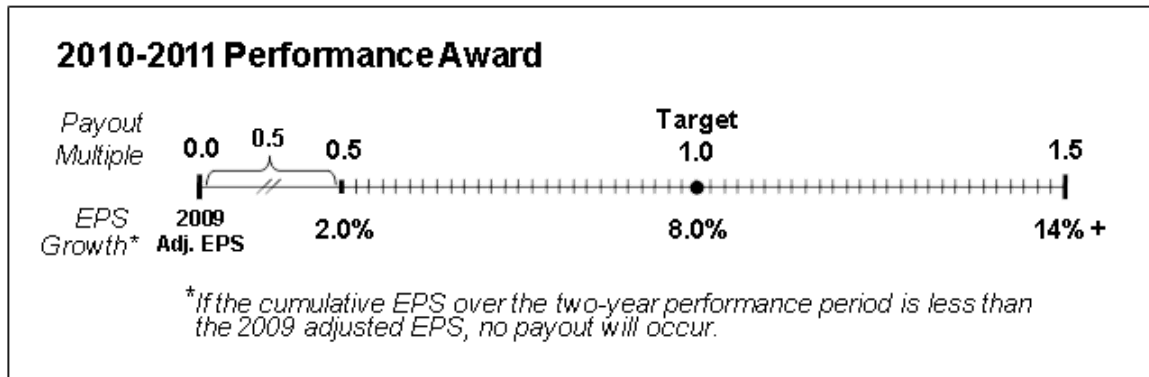 2010-2011 Performance Award
Payout Multiple
0.0 0.5 0.5 Target 1.0 1.5
EPS Growth*
2009 Adj. EPS 2.0% 8.0% 14% +
*If the cumulative EPS over the two-year performance period is less than
the 2009 adjusted EPS, no payout will occur.